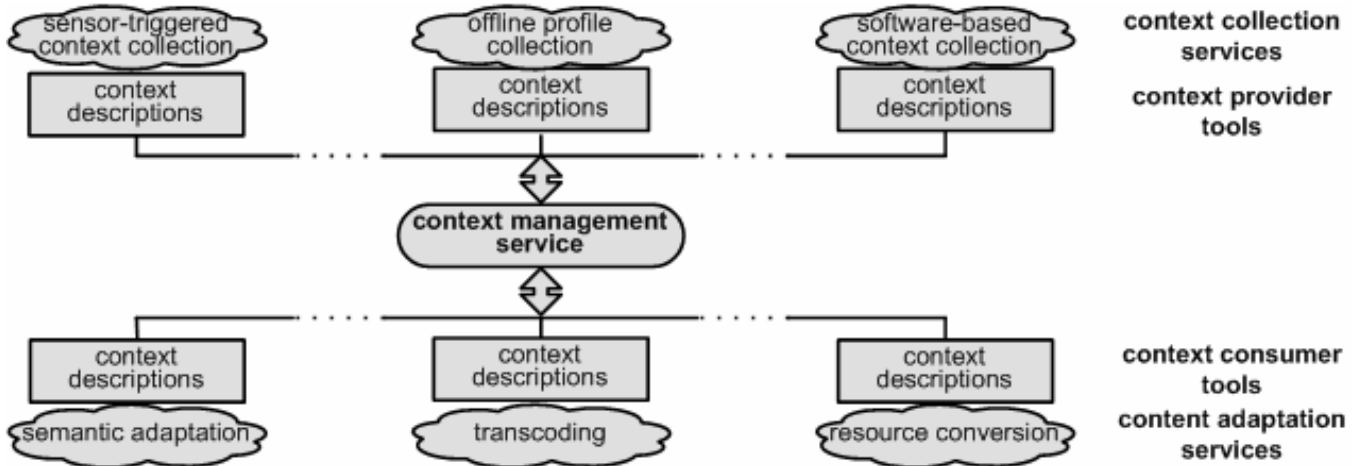 sensor-triggered
context collection
offline profile
collection
software-based
context collection
context collection
services
context
descriptions
context
descriptions
context
descriptions
context provider
tools
context management
service
context
descriptions
context
descriptions
context
descriptions
context consumer
tools
semantic adaptation
transcoding
resource conversion
content adaptation
services